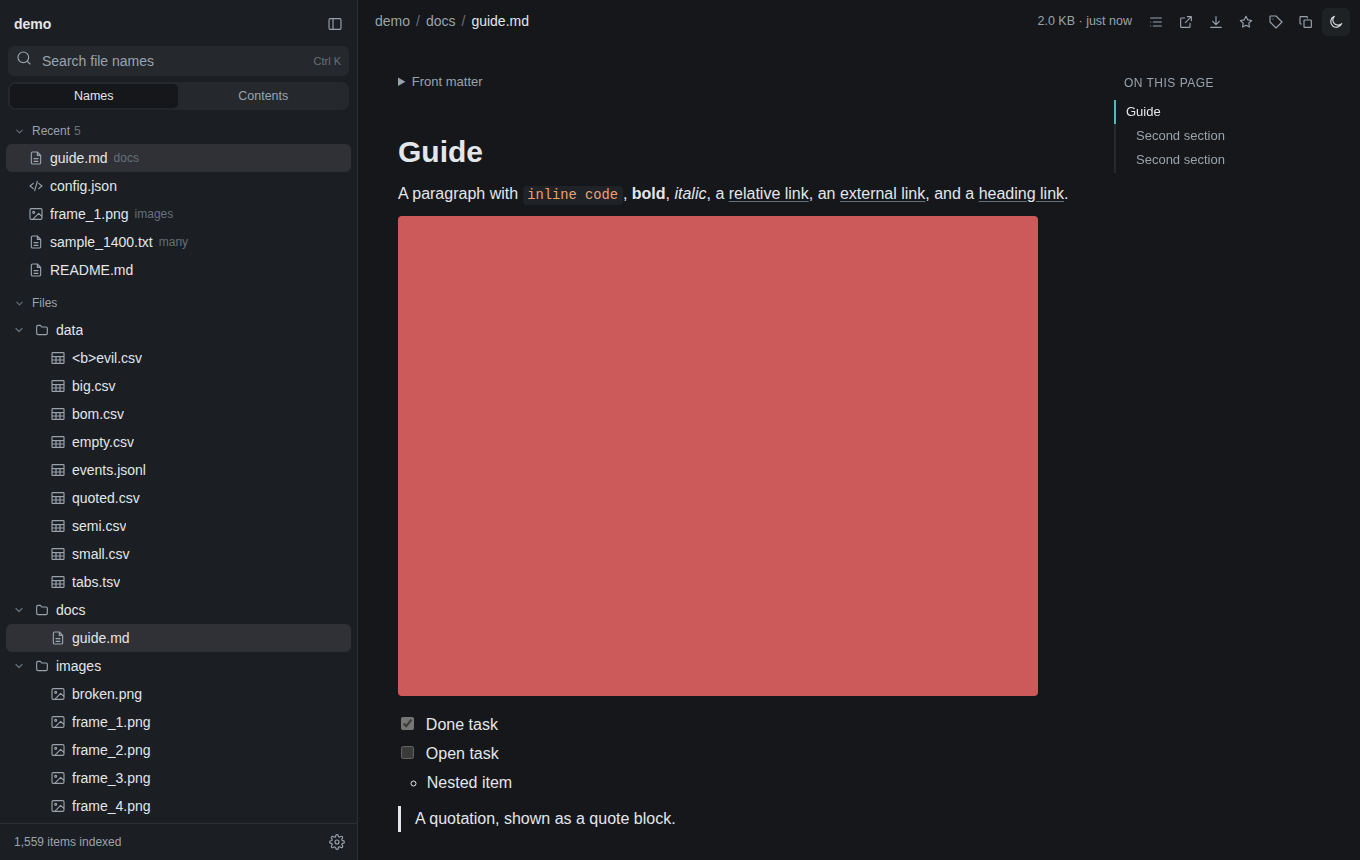 demo
Search file names Ctrl K
Names Contents
Recent 5
guide.md docs
config.json
frame_1.png images
sample_1400.txt many
README.md
Files
data
<b>evil.csv
big.csv
bom.csv
empty.csv
events.jsonl
quoted.csv
semi.csv
small.csv
tabs.tsv
docs
guide.md
images
broken.png
frame_1.png
frame_2.png
frame_3.png
frame_4.png
1,559 items indexed
demo / docs / guide.md
2.0 KB · just now
Front matter
Guide
A paragraph with inline code, bold, italic, a relative link, an external link, and a heading link.
Done task
Open task
Nested item
A quotation, shown as a quote block.
ON THIS PAGE
Guide
Second section
Second section